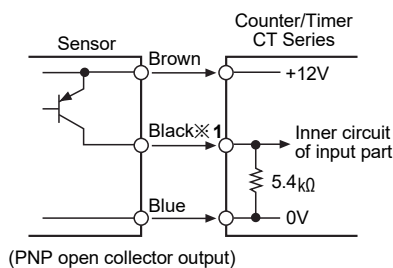 Counter/Timer
CT Series
Sensor
Brown
+12V
Black※1
Inner circuit
of input part
5.4kΩ
Blue
0V
(PNP open collector output)